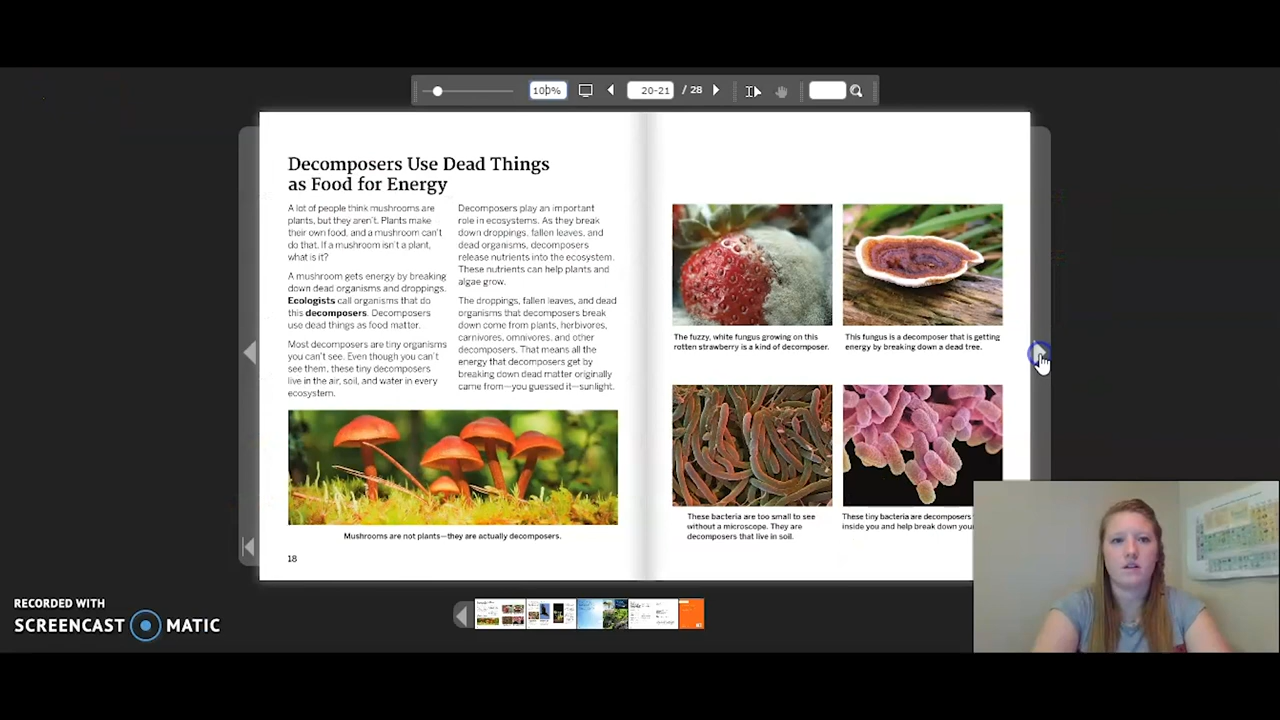 100%
20-21
/ 28
Decomposers Use Dead Things
as Food for Energy
A lot of people think mushrooms are
plants, but they aren't. Plants make
their own food, and a mushroom can't
do that. If a mushroom isn't a plant,
what is it?
A mushroom gets energy by breaking
down dead organisms and droppings.
Ecologists call organisms that do
this decomposers. Decomposers
use dead things as food matter.
Most decomposers are tiny organisms
you can't see. Even though you can't
see them, these tiny decomposers
live in the air, soil, and water in every
ecosystem.
Decomposers play an important
role in ecosystems. As they break
down droppings, fallen leaves, and
dead organisms, decomposers
release nutrients into the ecosystem.
These nutrients can help plants and
algae grow.
The droppings, fallen leaves, and dead
organisms that decomposers break
down come from plants, herbivores,
carnivores, omnivores, and other
decomposers. That means all the
energy that decomposers get by
breaking down dead matter originally
came from—you guessed it—sunlight.
Mushrooms are not plants—they are actually decomposers.
18
The fuzzy, white fungus growing on this
rotten strawberry is a kind of decomposer.
This fungus is a decomposer that is getting
energy by breaking down a dead tree.
These bacteria are too small to see
without a microscope. They are
decomposers that live in soil.
These tiny bacteria are decomposers
inside you and help break down
RECORDED WITH
SCREENCAST MATIC